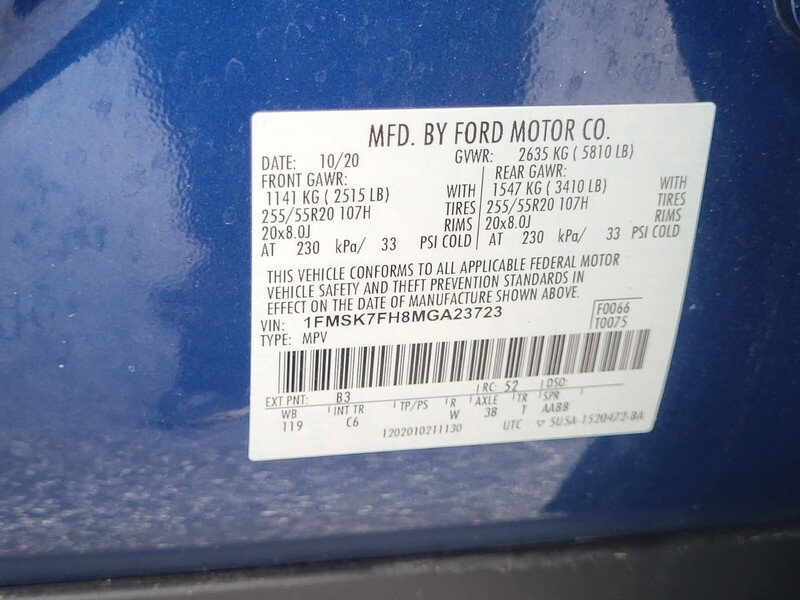 MFD. BY FORD MOTOR CO.
DATE: 10/20 GVWR: 2635 KG ( 5810 LB)
FRONT GAWR: REAR GAWR:
1141 KG ( 2515 LB) WITH 1547 KG ( 3410 LB) WITH
255/55R20 107H TIRES 255/55R20 107H TIRES
20x8.0J RIMS 20x8.0J RIMS
AT 230 kPa/ 33 PSI COLD AT 230 kPa/ 33 PSI COLD
THIS VEHICLE CONFORMS TO ALL APPLICABLE FEDERAL MOTOR
VEHICLE SAFETY AND THEFT PREVENTION STANDARDS IN
EFFECT ON THE DATE OF MANUFACTURE SHOWN ABOVE.
VIN: 1FMSK7FH8MGA23723 F0066
TYPE: MPV T0075
EXT PNT: B3 RC: 52 DSO:
WB INT TR TP/PS R AXLE TR SPR
119 C6 W 3B T AABB
1202010211130 UTC 5USA-1520472-BA